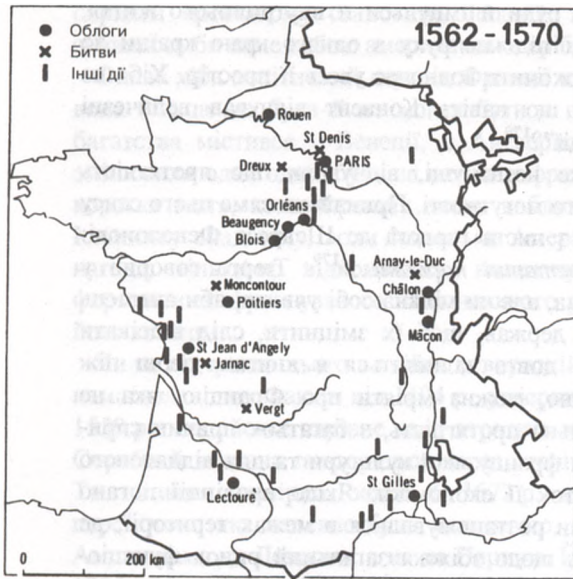 ● Облоги
× Битви
❙ Інші дії
1562-1570
Rouen
St Denis
PARIS
Dreux
Orléans
Beaugency
Blois
Arnay-le-Duc
Châlon
Mâcon
Moncontour
Poitiers
St Jean d'Angely
Jarnac
Vergt
St Gilles
Lectoure
0 200 km